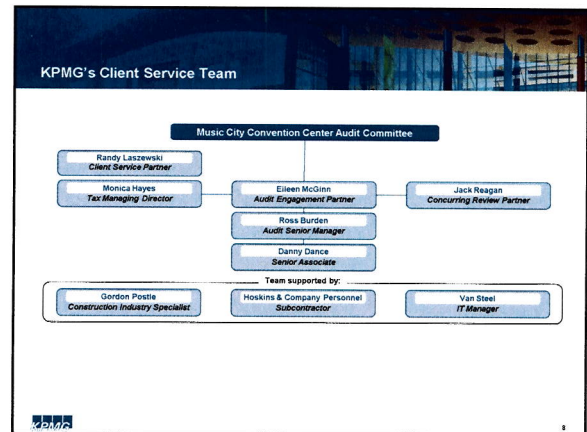 KPMG's Client Service Team
Music City Convention Center Audit Committee
Randy Laszewski
Client Service Partner
Monica Hayes
Tax Managing Director
Eileen McGinn
Audit Engagement Partner
Jack Reagan
Concurring Review Partner
Ross Burden
Audit Senior Manager
Danny Dance
Senior Associate
Team supported by:
Gordon Postle
Construction Industry Specialist
Hoskins & Company Personnel
Subcontractor
Van Steel
IT Manager
KPMG
8